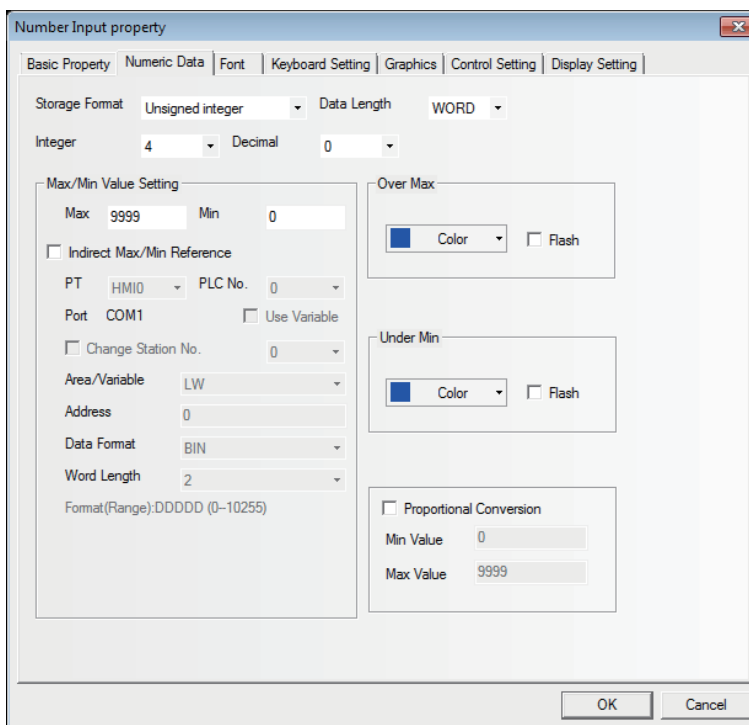 Number Input property
Basic Property Numeric Data Font Keyboard Setting Graphics Control Setting Display Setting
Storage Format Unsigned integer Data Length WORD
Integer 4 Decimal 0
Max/Min Value Setting
Max 9999 Min 0
Indirect Max/Min Reference
PT HMI0 PLC No. 0
Port COM1 Use Variable
Change Station No. 0
Area/Variable LW
Address 0
Data Format BIN
Word Length 2
Format(Range):DDDDD (0--10255)
Over Max
Color Flash
Under Min
Color Flash
Proportional Conversion
Min Value 0
Max Value 9999
OK Cancel